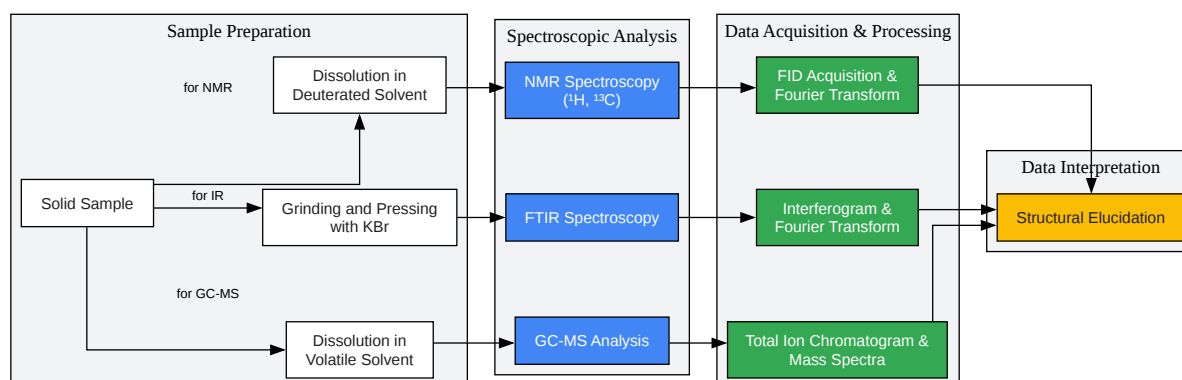 Sample Preparation
Spectroscopic Analysis
Data Acquisition & Processing
for NMR
Dissolution in
Deuterated Solvent
NMR Spectroscopy
(¹H, ¹³C)
FID Acquisition &
Fourier Transform
Data Interpretation
Solid Sample
for IR
Grinding and Pressing
with KBr
FTIR Spectroscopy
Interferogram &
Fourier Transform
Structural Elucidation
for GC-MS
Dissolution in
Volatile Solvent
GC-MS Analysis
Total Ion Chromatogram &
Mass Spectra